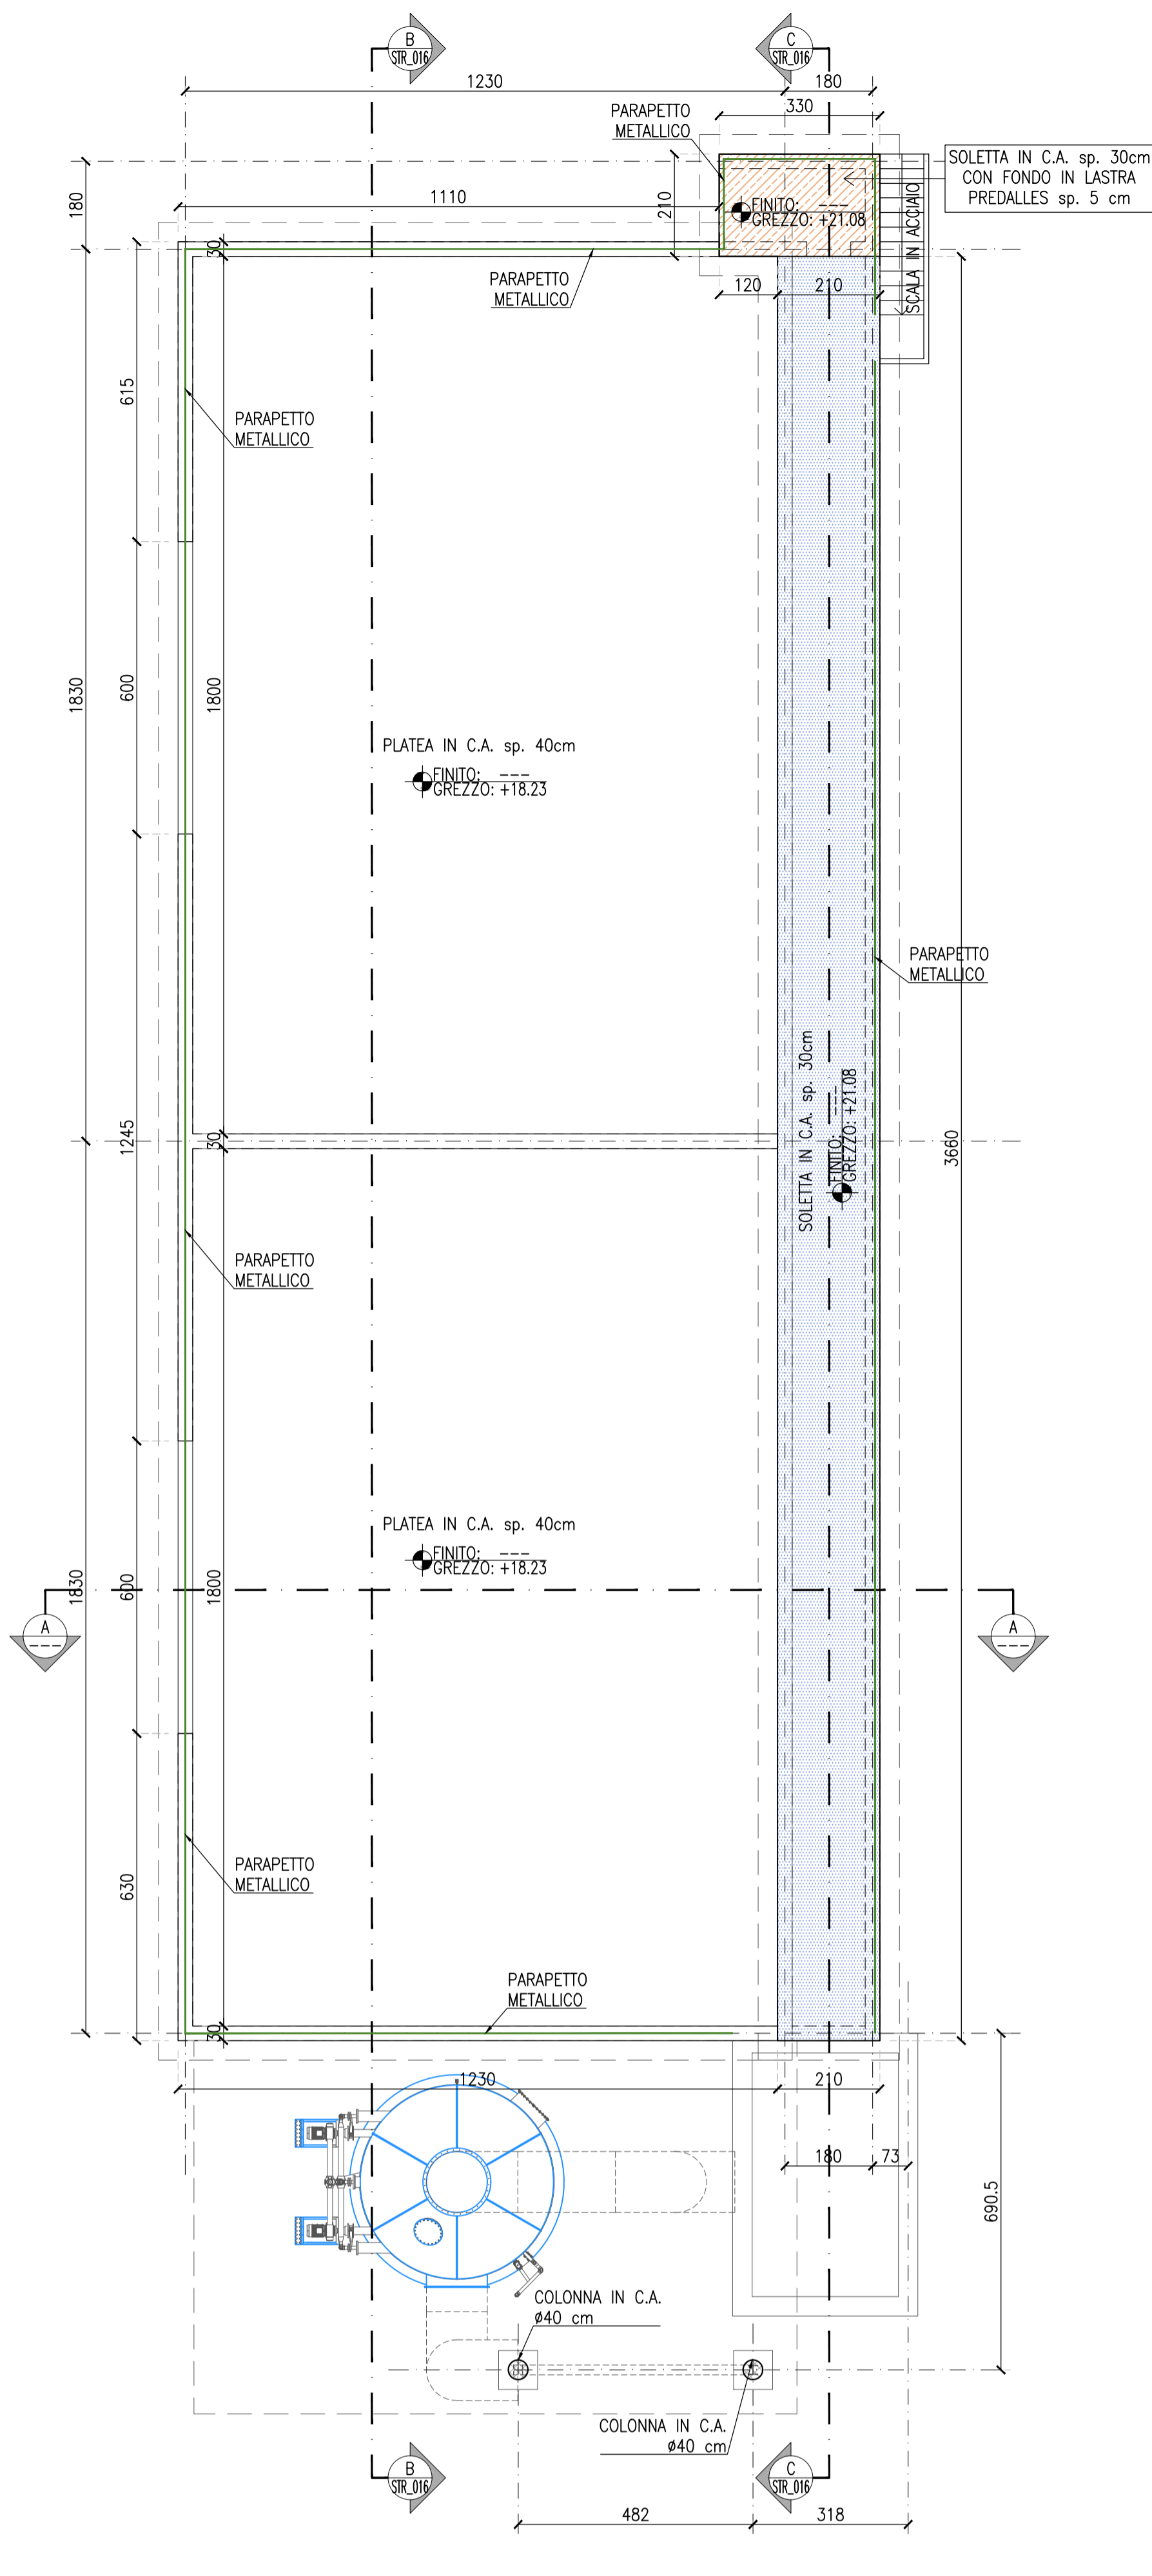 B
STR_016
C
STR_016
1230
180
330
PARAPETTO
METALLICO
SOLETTA IN C.A. sp. 30cm
CON FONDO IN LASTRA
PREDALLES sp. 5 cm
180
1110
210
FINITO: ---
GREZZO: +21.08
SCALA IN ACCIAIO
30
PARAPETTO
METALLICO
120
210
615
PARAPETTO
METALLICO
1830
600
1800
PLATEA IN C.A. sp. 40cm
FINITO: ---
GREZZO: +18.23
PARAPETTO
METALLICO
SOLETTA IN C.A. sp. 30cm
FINITO: ---
GREZZO: +21.08
1245
30
3660
PARAPETTO
METALLICO
PLATEA IN C.A. sp. 40cm
FINITO: ---
GREZZO: +18.23
1830
600
1800
A
---
A
---
PARAPETTO
METALLICO
630
PARAPETTO
METALLICO
30
1230
210
180
73
690.5
COLONNA IN C.A.
ø40 cm
COLONNA IN C.A.
ø40 cm
B
STR_016
C
STR_016
482
318